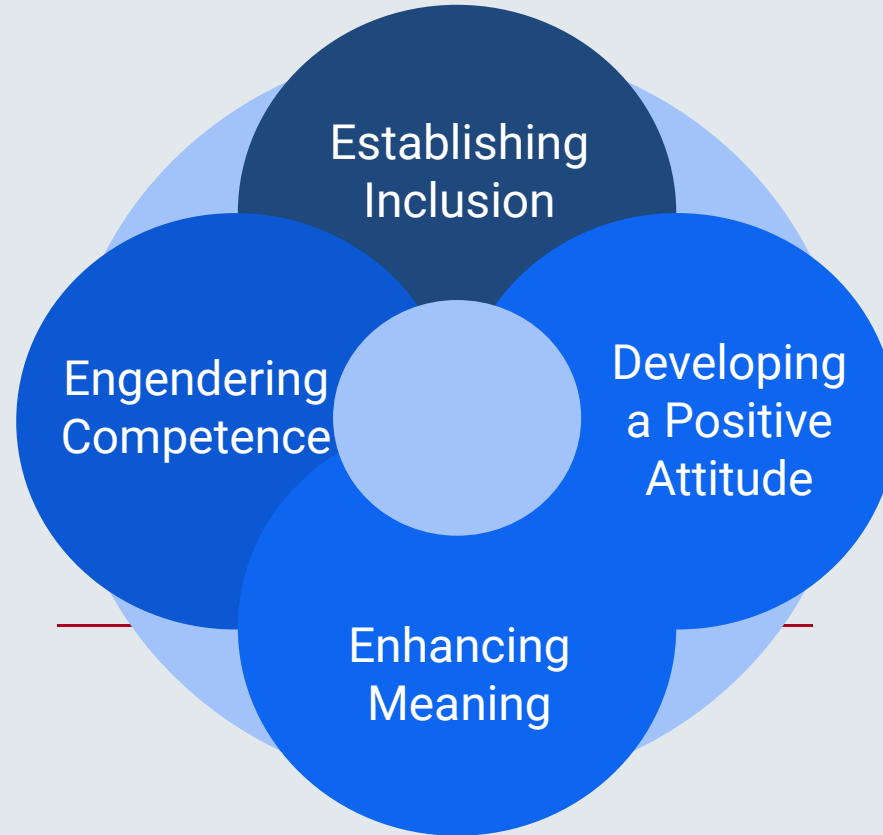 Establishing
Inclusion
Engendering
Competence
Developing
a Positive
Attitude
Enhancing
Meaning